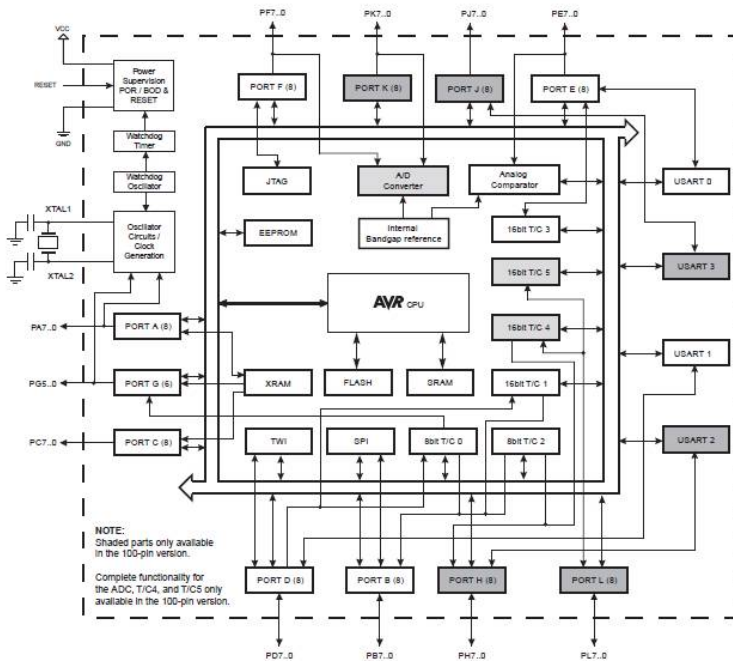 PF7..0
PK7..0
PJ7..0
PE7..0
VCC
RESET
GND
Power
Supervision
POR / BOD &
RESET
PORT F (8)
PORT K (8)
PORT J (8)
PORT E (8)
Watchdog
Timer
Watchdog
Oscillator
JTAG
A/D
Converter
Analog
Comparator
USART 0
XTAL1
XTAL2
Oscillator
Circuits /
Clock
Generation
EEPROM
Internal
Bandgap reference
16bit T/C 3
16bit T/C 5
USART 3
AVR CPU
16bit T/C 4
PA7..0
PORT A (8)
USART 1
PG5..0
PORT G (6)
XRAM
FLASH
SRAM
16bit T/C 1
PC7..0
PORT C (8)
TWI
SPI
8bit T/C 0
8bit T/C 2
USART 2
NOTE:
Shaded parts only available
in the 100-pin version.
Complete functionality for
the ADC, T/C4, and T/C5 only
available in the 100-pin version.
PORT D (8)
PORT B (8)
PORT H (8)
PORT L (8)
PD7..0
PB7..0
PH7..0
PL7..0